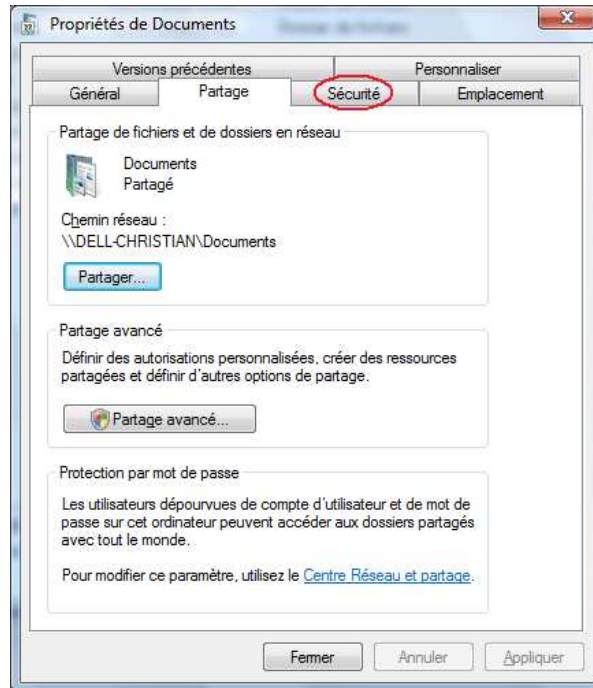 Propriétés de Documents
Versions précédentes Personnaliser
Général Partage Sécurité Emplacement
Partage de fichiers et de dossiers en réseau
Documents
Partagé
Chemin réseau :
\\DELL-CHRISTIAN\Documents
Partager...
Partage avancé
Définir des autorisations personnalisées, créer des ressources
partagées et définir d'autres options de partage.
Partage avancé...
Protection par mot de passe
Les utilisateurs dépourvues de compte d'utilisateur et de mot de
passe sur cet ordinateur peuvent accéder aux dossiers partagés
avec tout le monde.
Pour modifier ce paramètre, utilisez le Centre Réseau et partage.
Fermer Annuler Appliquer